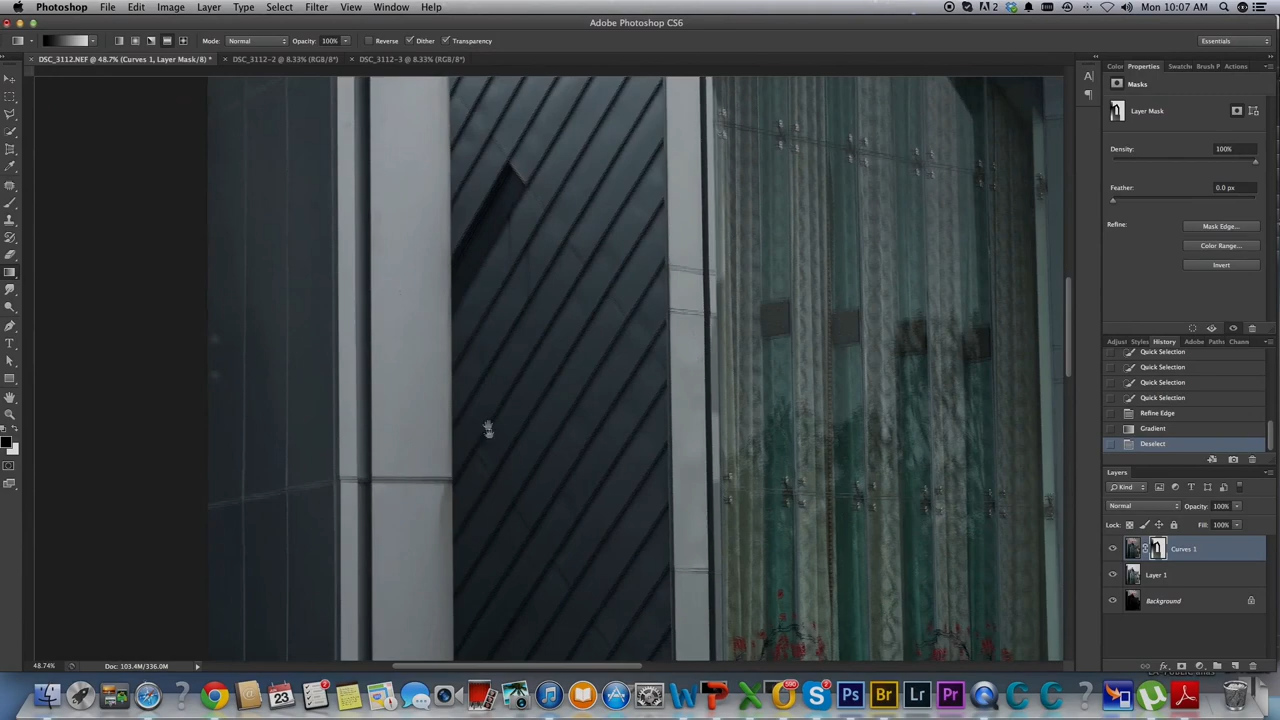 Photoshop File Edit Image Layer Type Select Filter View Window Help
2 Mon 10:07 AM
Adobe Photoshop CS6
Mode: Normal Opacity: 100% Reverse Dither Transparency Essentials
DSC_3112.NEF @ 48.7% (Curves 1, Layer Mask/8) * DSC_3112-2 @ 8.33% (RGB/8*) DSC_3112-3 @ 8.33% (RGB/8*)
Color Properties Swatch Brush P Actions
Masks
Layer Mask
Density: 100%
Feather: 0.0 px
Refine:
Mask Edge...
Color Range...
Invert
Adjust Styles History Adobe Paths Chann
Quick Selection
Quick Selection
Quick Selection
Quick Selection
Refine Edge
Gradient
Deselect
Layers
Kind
Normal Opacity: 100%
Lock: Fill: 100%
Curves 1
Layer 1
Background
48.74% Doc: 103.4M/336.0M